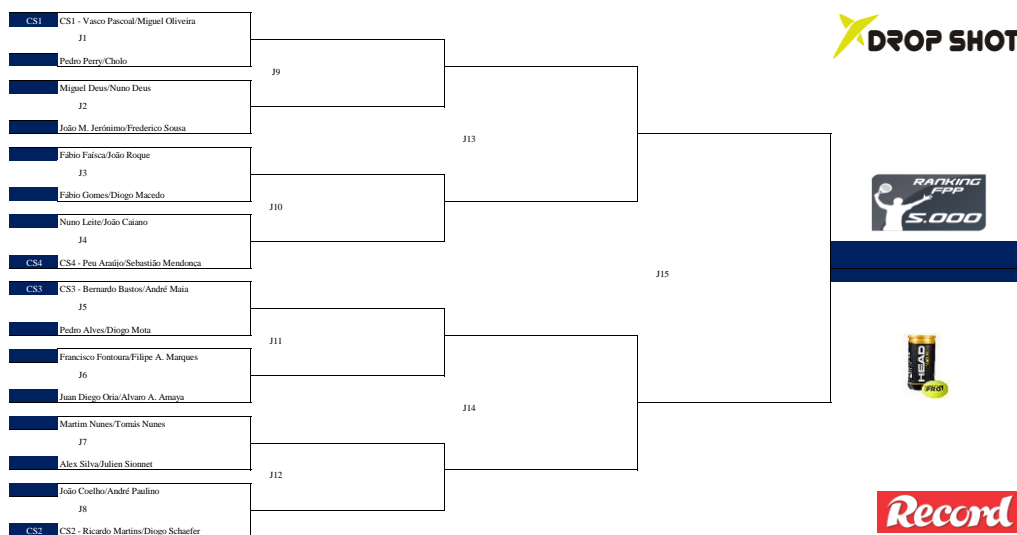 CS1 CS1 - Vasco Pascoal/Miguel Oliveira
J1
Pedro Perry/Cholo
J9
Miguel Deus/Nuno Deus
J2
João M. Jerónimo/Frederico Sousa
J13
Fábio Faísca/João Roque
J3
Fábio Gomes/Diogo Macedo
J10
Nuno Leite/João Caiano
J4
CS4 CS4 - Peu Araújo/Sebastião Mendonça
J15
CS3 CS3 - Bernardo Bastos/André Maia
J5
Pedro Alves/Diogo Mota
J11
Francisco Fontoura/Filipe A. Marques
J6
Juan Diego Oria/Alvaro A. Amaya
J14
Martim Nunes/Tomás Nunes
J7
Alex Silva/Julien Sionnet
J12
João Coelho/André Paulino
J8
CS2 CS2 - Ricardo Martins/Diogo Schaefer
DROP SHOT
RANKING
FPP
5.000
HEAD
Record